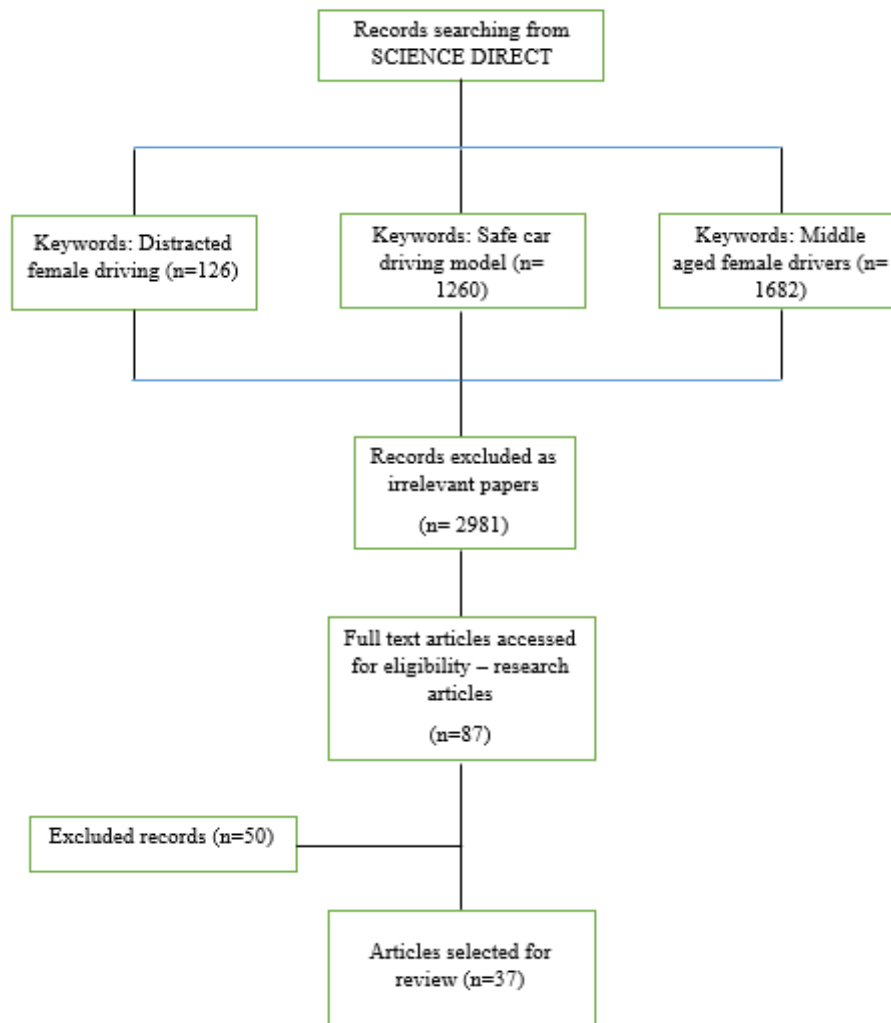 Records searching from
SCIENCE DIRECT
Keywords: Distracted
female driving (n=126)
Keywords: Safe car
driving model (n=
1260)
Keywords: Middle
aged female drivers (n=
1682)
Records excluded as
irrelevant papers
(n= 2981)
Full text articles accessed
for eligibility – research
articles
(n=87)
Excluded records (n=50)
Articles selected for
review (n=37)